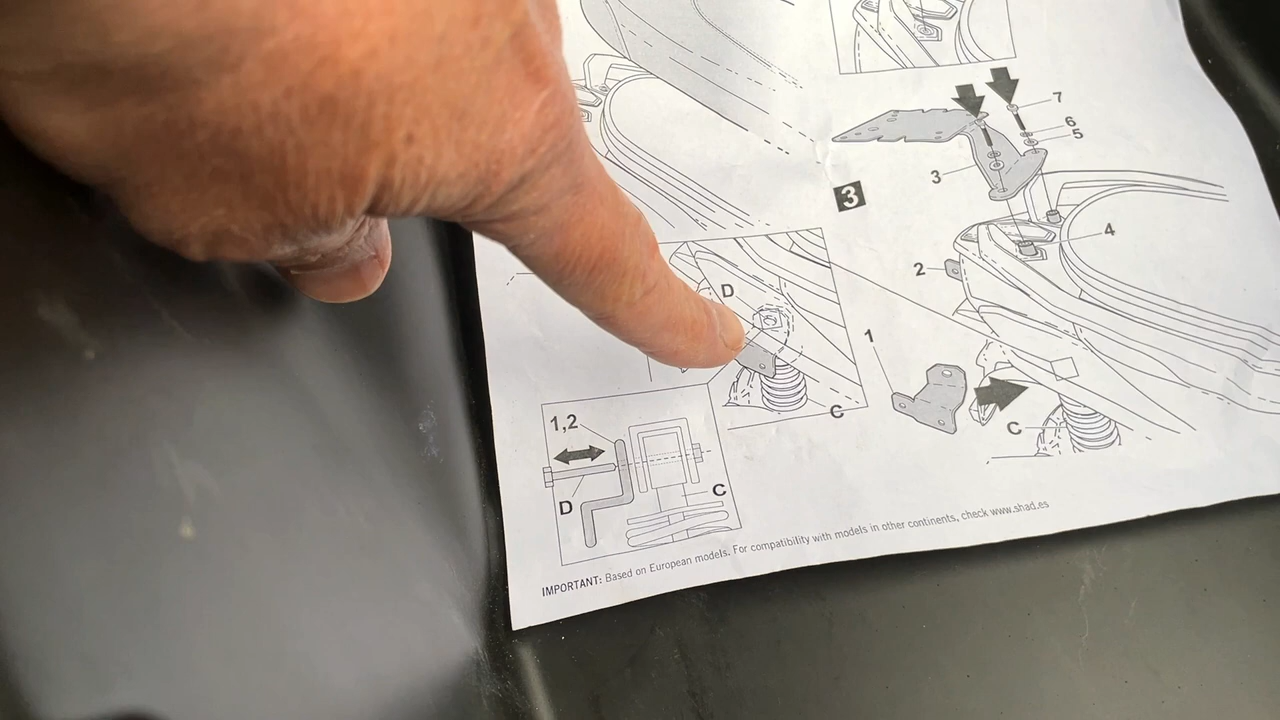 7
6
5
3
3
4
2
D
1
C
1,2
C
D
C
IMPORTANT: Based on European models. For compatibility with models in other continents, check www.shad.es